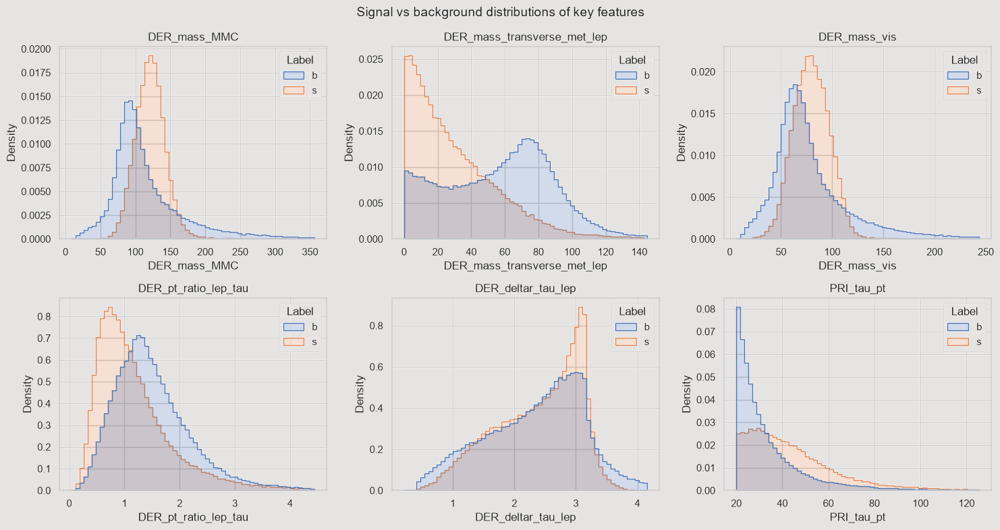 Signal vs background distributions of key features
DER_mass_MMC
Density
0.0200
0.0175
0.0150
0.0125
0.0100
0.0075
0.0050
0.0025
0.0000
Label
b
s
0 50 100 150 200 250 300 350
DER_mass_MMC
DER_mass_transverse_met_lep
Density
0.025
0.020
0.015
0.010
0.005
0.000
Label
b
s
0 20 40 60 80 100 120 140
DER_mass_transverse_met_lep
DER_mass_vis
Density
0.020
0.015
0.010
0.005
0.000
Label
b
s
0 50 100 150 200 250
DER_mass_vis
DER_pt_ratio_lep_tau
Density
0.8
0.7
0.6
0.5
0.4
0.3
0.2
0.1
0.0
Label
b
s
0 1 2 3 4
DER_pt_ratio_lep_tau
DER_deltar_tau_lep
Density
0.8
0.6
0.4
0.2
0.0
Label
b
s
1 2 3 4
DER_deltar_tau_lep
PRI_tau_pt
Density
0.08
0.07
0.06
0.05
0.04
0.03
0.02
0.01
0.00
Label
b
s
20 40 60 80 100 120
PRI_tau_pt